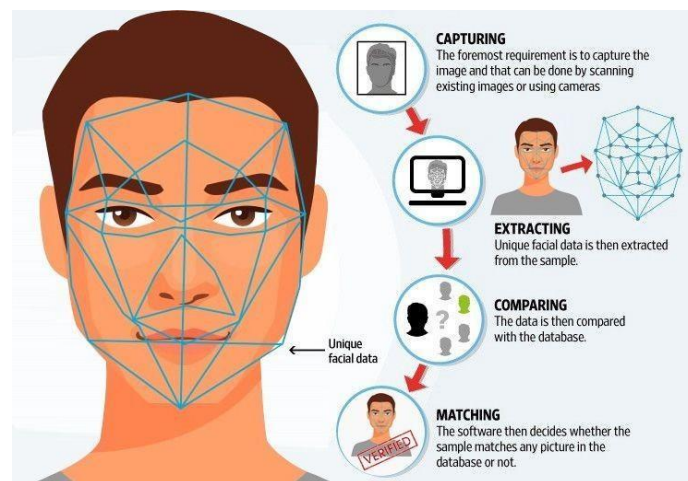 CAPTURING
The foremost requirement is to capture the
image and that can be done by scanning
existing images or using cameras
EXTRACTING
Unique facial data is then extracted
from the sample.
COMPARING
The data is then compared
with the database.
Unique
facial data
MATCHING
The software then decides whether the
sample matches any picture in the
database or not.
VERIFIED